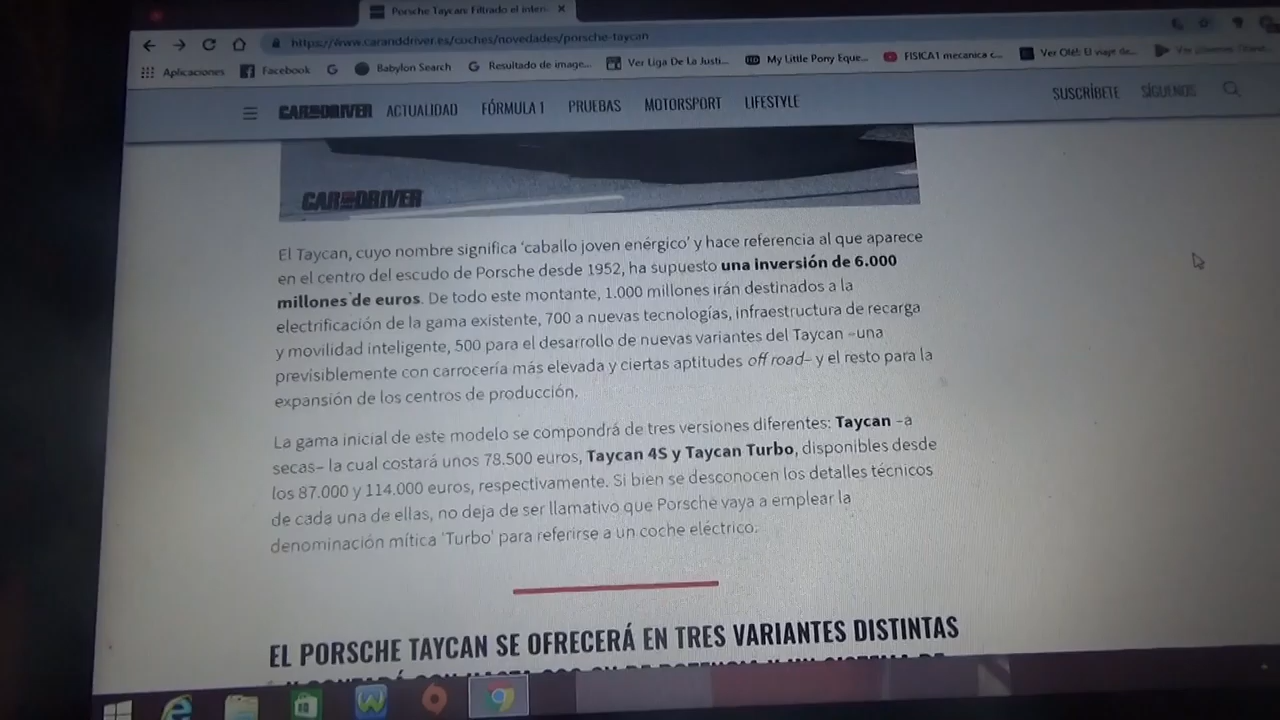 Porsche Taycan: Filtrado el inten
https://www.caranddriver.es/coches/novedades/porsche-taycan
Aplicaciones
Facebook
Babylon Search
Resultado de image...
Ver Liga De La Justi...
My Little Pony Eque...
FISICA1 mecanica c...
Ver Olé!: El viaje de...
CAR AND DRIVER
ACTUALIDAD
FÓRMULA 1
PRUEBAS
MOTORSPORT
LIFESTYLE
SUSCRÍBETE
SÍGUENOS
CAR AND DRIVER
El Taycan, cuyo nombre significa ‘caballo joven enérgico’ y hace referencia al que aparece
en el centro del escudo de Porsche desde 1952, ha supuesto una inversión de 6.000
millones de euros. De todo este montante, 1.000 millones irán destinados a la
electrificación de la gama existente, 700 a nuevas tecnologías, infraestructura de recarga
y movilidad inteligente, 500 para el desarrollo de nuevas variantes del Taycan –una
previsiblemente con carrocería más elevada y ciertas aptitudes off road– y el resto para la
expansión de los centros de producción.
La gama inicial de este modelo se compondrá de tres versiones diferentes: Taycan –a
secas– la cual costará unos 78.500 euros, Taycan 4S y Taycan Turbo, disponibles desde
los 87.000 y 114.000 euros, respectivamente. Si bien se desconocen los detalles técnicos
de cada una de ellas, no deja de ser llamativo que Porsche vaya a emplear la
denominación mítica ‘Turbo’ para referirse a un coche eléctrico.
EL PORSCHE TAYCAN SE OFRECERÁ EN TRES VARIANTES DISTINTAS